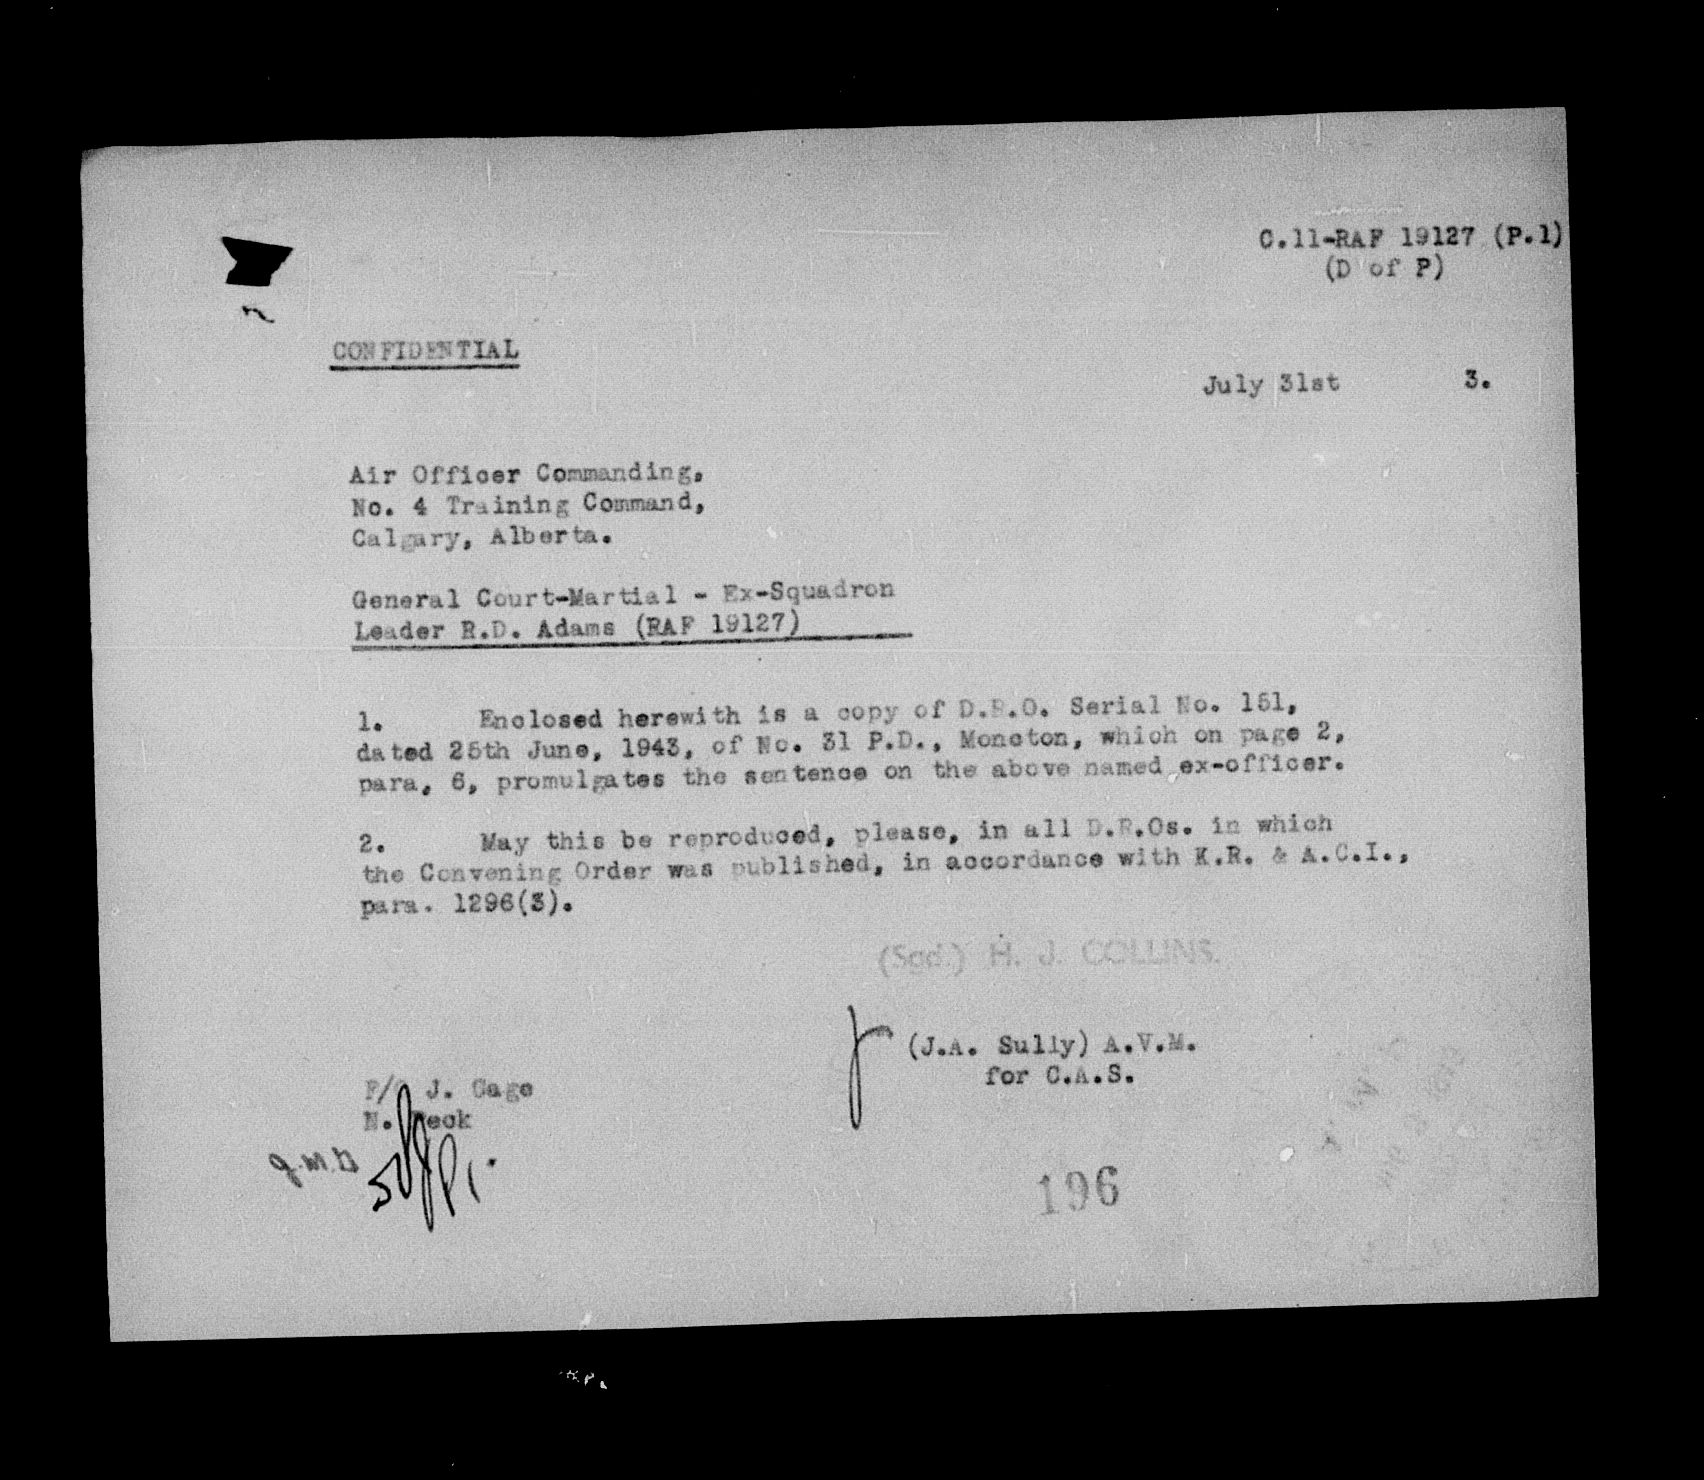 C.11-RAF 19127 (P.1)
(D of P)
CONFIDENTIAL
July 31st 3.
Air Officer Commanding,
No. 4 Training Command,
Calgary, Alberta.
General Court-Martial - Ex-Squadron
Leader R.D. Adams (RAF 19127)
1. Enclosed herewith is a copy of D.R.O. Serial No. 151,
dated 25th June, 1943, of No. 31 P.D., Moncton, which on page 2,
para. 6, promulgates the sentence on the above named ex-officer.
2. May this be reproduced, please, in all D.R.Os. in which
the Convening Order was published, in accordance with K.R. & A.C.I.,
para. 1296(3).
(Sgd.) H. J. COLLINS.
(J.A. Sully) A.V.M.
for C.A.S.
J. Gage
196